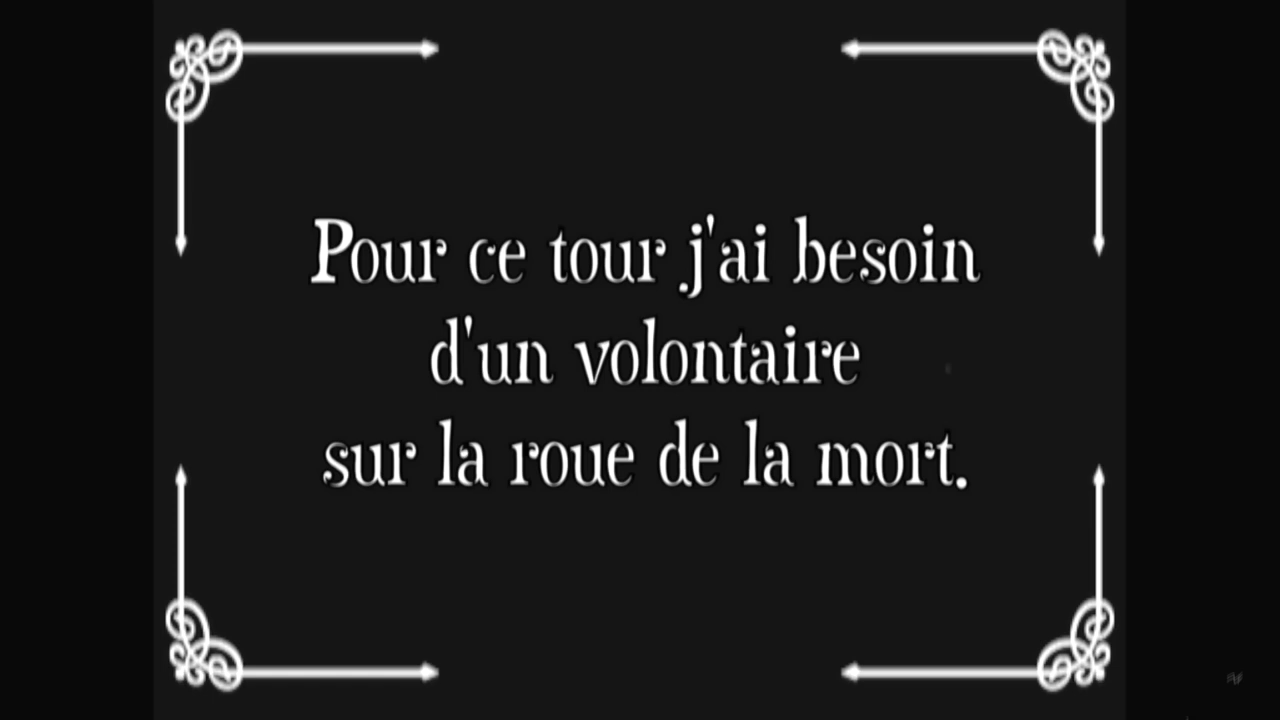 Pour ce tour j'ai besoin
d'un volontaire
sur la roue de la mort.